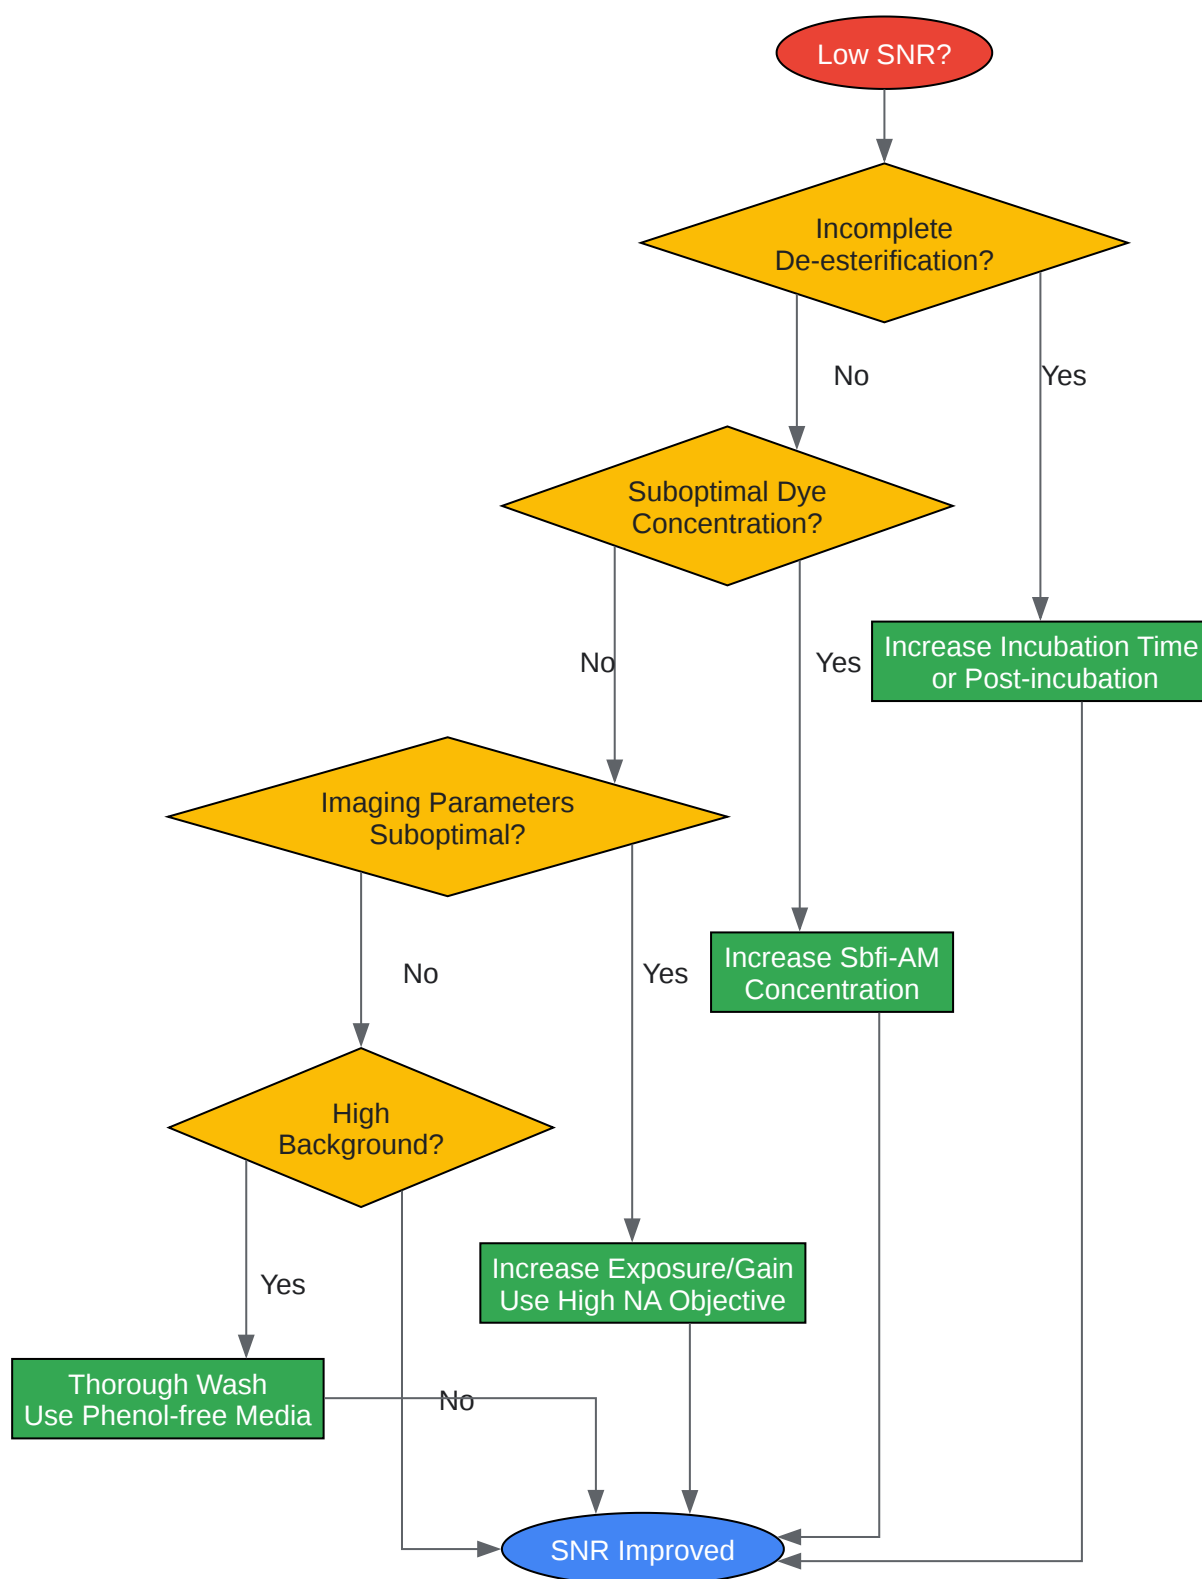 Low SNR?
Incomplete
De-esterification?
No
Yes
Suboptimal Dye
Concentration?
No
Yes
Increase Incubation Time
or Post-incubation
Imaging Parameters
Suboptimal?
No
Yes
Increase Sbfi-AM
Concentration
High
Background?
Yes
Increase Exposure/Gain
Use High NA Objective
Thorough Wash
Use Phenol-free Media
No
SNR Improved